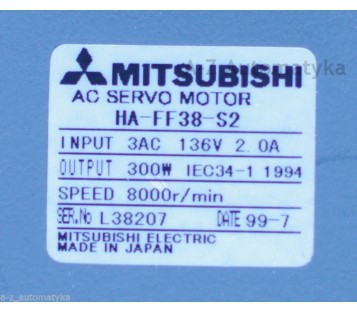 A-Z Automatyka
MITSUBISHI
AC SERVO MOTOR
HA-FF38-S2
INPUT 3AC 136V 2.0A
OUTPUT 300W IEC34-1 1994
SPEED 8000r/min
SER.No L38207 DATE 99-7
MITSUBISHI ELECTRIC
MADE IN JAPAN
a-z_automatyka